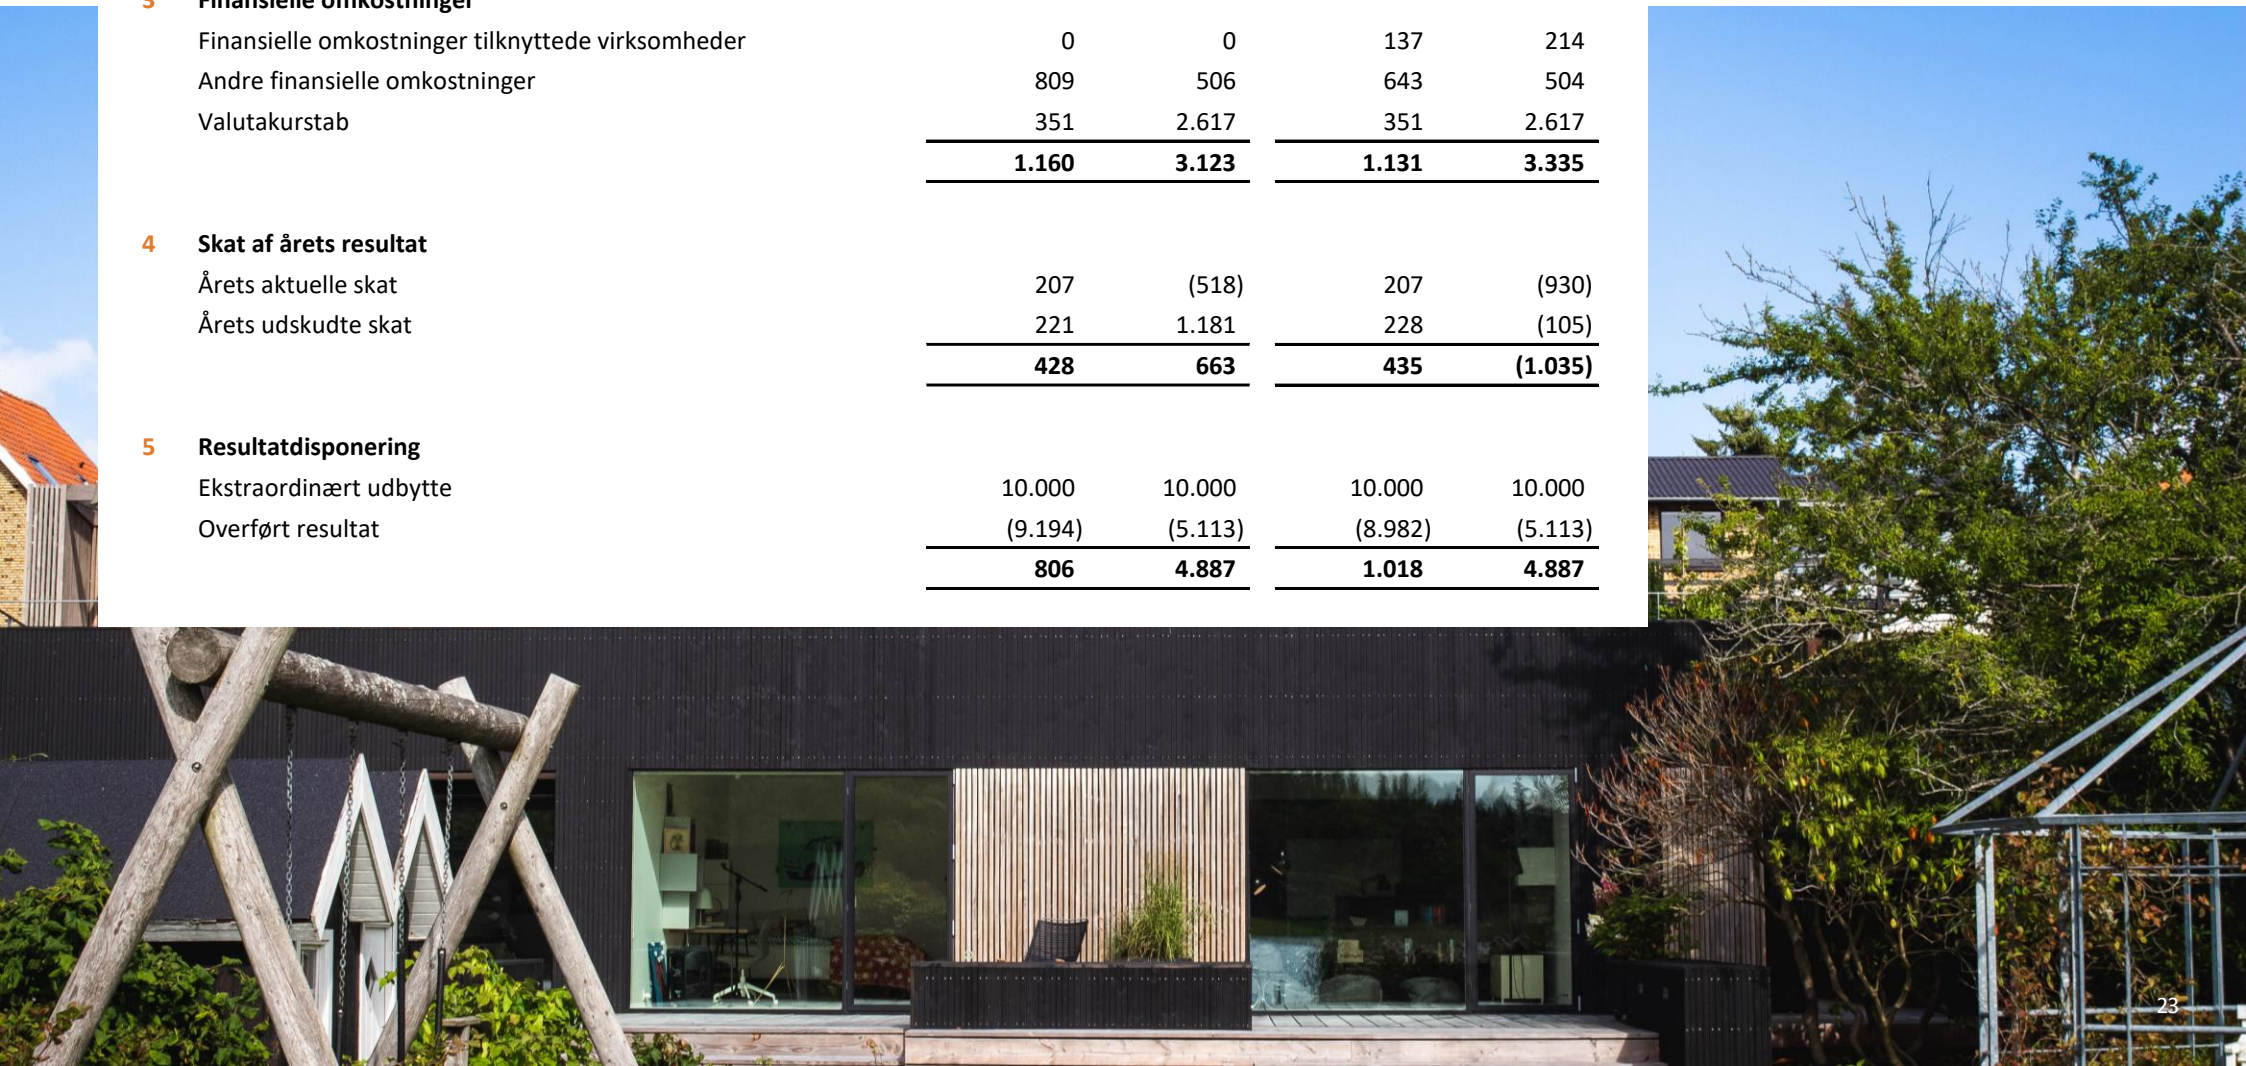 3 Finansielle omkostninger
Finansielle omkostninger tilknyttede virksomheder 0 0 137 214
Andre finansielle omkostninger 809 506 643 504
Valutakurstab 351 2.617 351 2.617
1.160 3.123 1.131 3.335
4 Skat af årets resultat
Årets aktuelle skat 207 (518) 207 (930)
Årets udskudte skat 221 1.181 228 (105)
428 663 435 (1.035)
5 Resultatdisponering
Ekstraordinært udbytte 10.000 10.000 10.000 10.000
Overført resultat (9.194) (5.113) (8.982) (5.113)
806 4.887 1.018 4.887
23